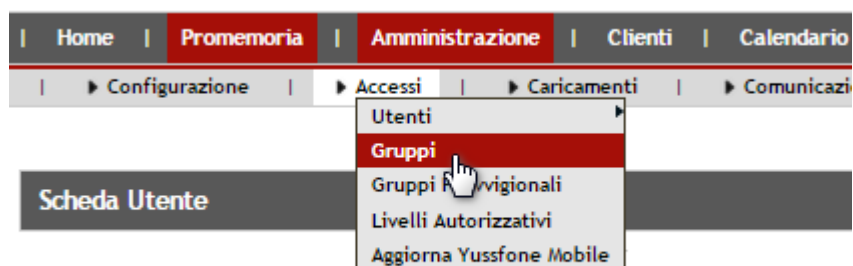 | Home | Promemoria | Amministrazione | Clienti | Calendario
| Configurazione | Accessi | Caricamenti | Comunicazi
Utenti
Gruppi
Gruppi Provvigionali
Scheda Utente
Livelli Autorizzativi
Aggiorna Yussfone Mobile